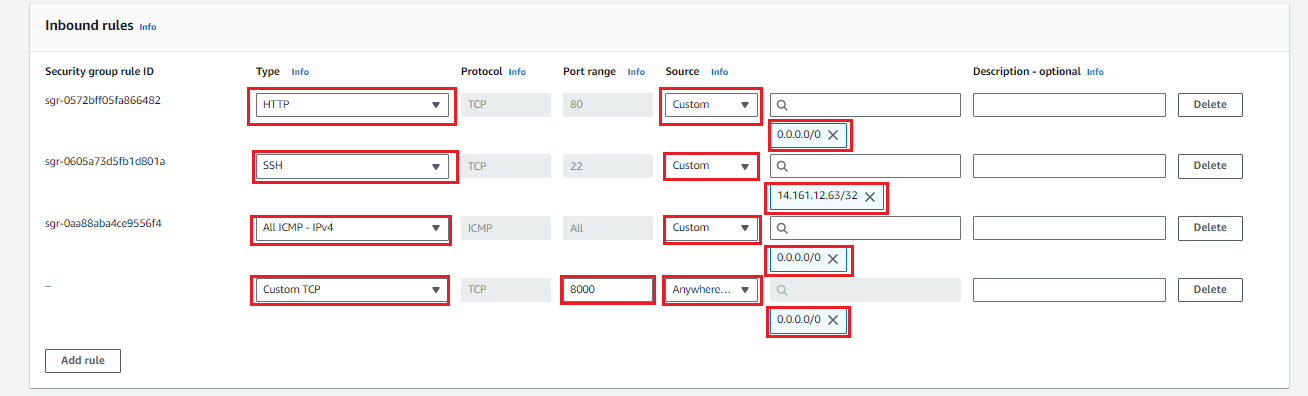 Inbound rules Info
Security group rule ID Type Info Protocol Info Port range Info Source Info Description - optional Info
sgr-0572bff05fa866482 HTTP TCP 80 Custom Delete
0.0.0.0/0
sgr-0605a73d5fb1d801a SSH TCP 22 Custom Delete
14.161.12.63/32
sgr-0aa88aba4ce9556f4 All ICMP - IPv4 ICMP All Custom Delete
0.0.0.0/0
– Custom TCP TCP 8000 Anywhere... Delete
0.0.0.0/0
Add rule